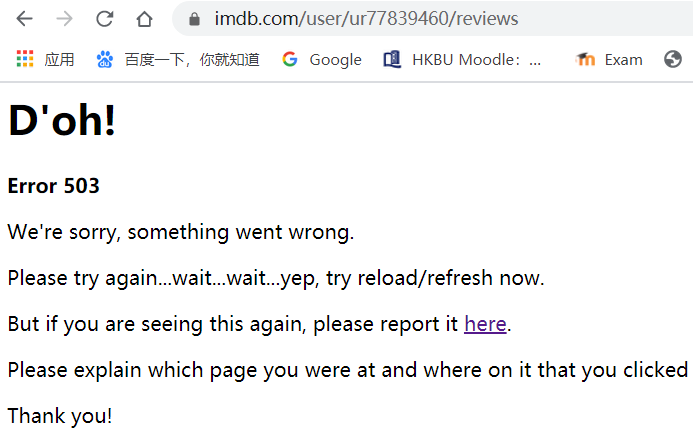 imdb.com/user/ur77839460/reviews
应用 百度一下，你就知道 Google HKBU Moodle：... Exam
D'oh!
Error 503
We're sorry, something went wrong.
Please try again...wait...wait...yep, try reload/refresh now.
But if you are seeing this again, please report it here.
Please explain which page you were at and where on it that you clicked
Thank you!